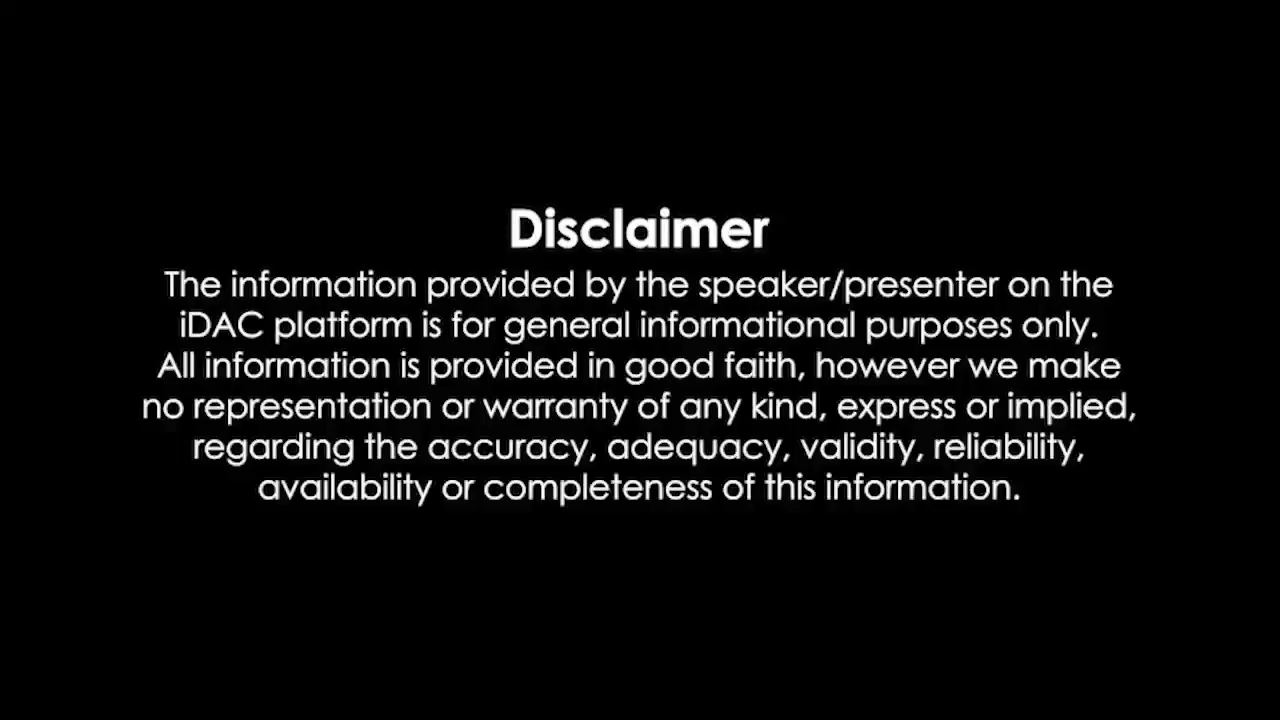 Disclaimer
The information provided by the speaker/presenter on the
iDAC platform is for general informational purposes only.
All information is provided in good faith, however we make
no representation or warranty of any kind, express or implied,
regarding the accuracy, adequacy, validity, reliability,
availability or completeness of this information.